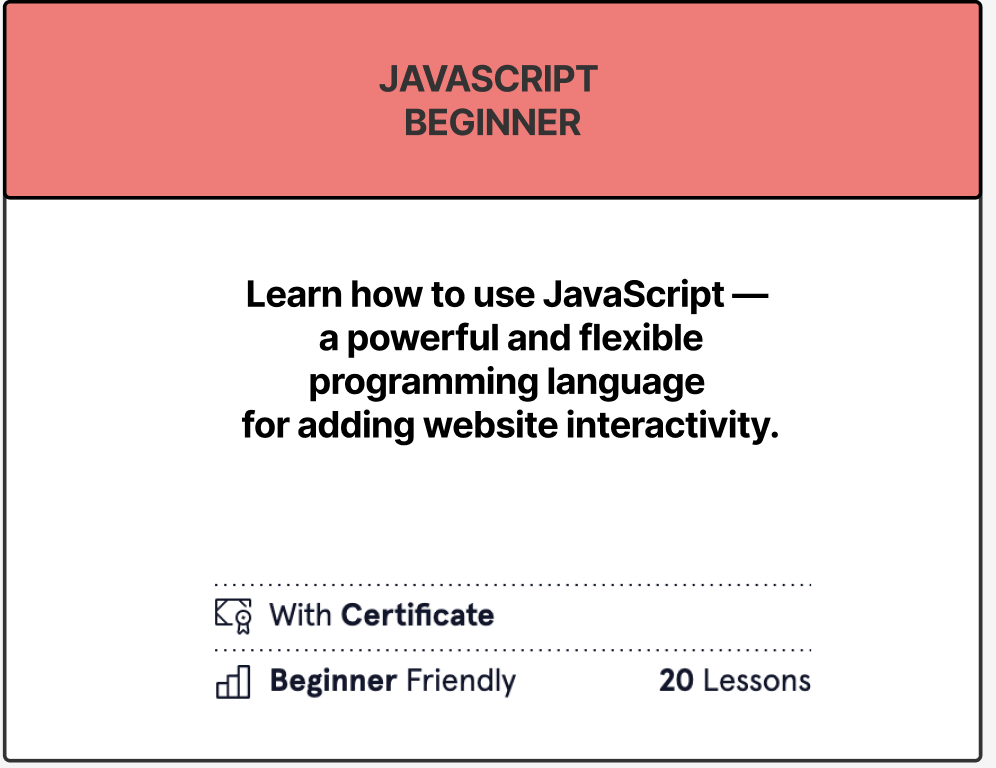 JAVASCRIPT
BEGINNER
Learn how to use JavaScript —
a powerful and flexible
programming language
for adding website interactivity.
With Certificate
Beginner Friendly 20 Lessons